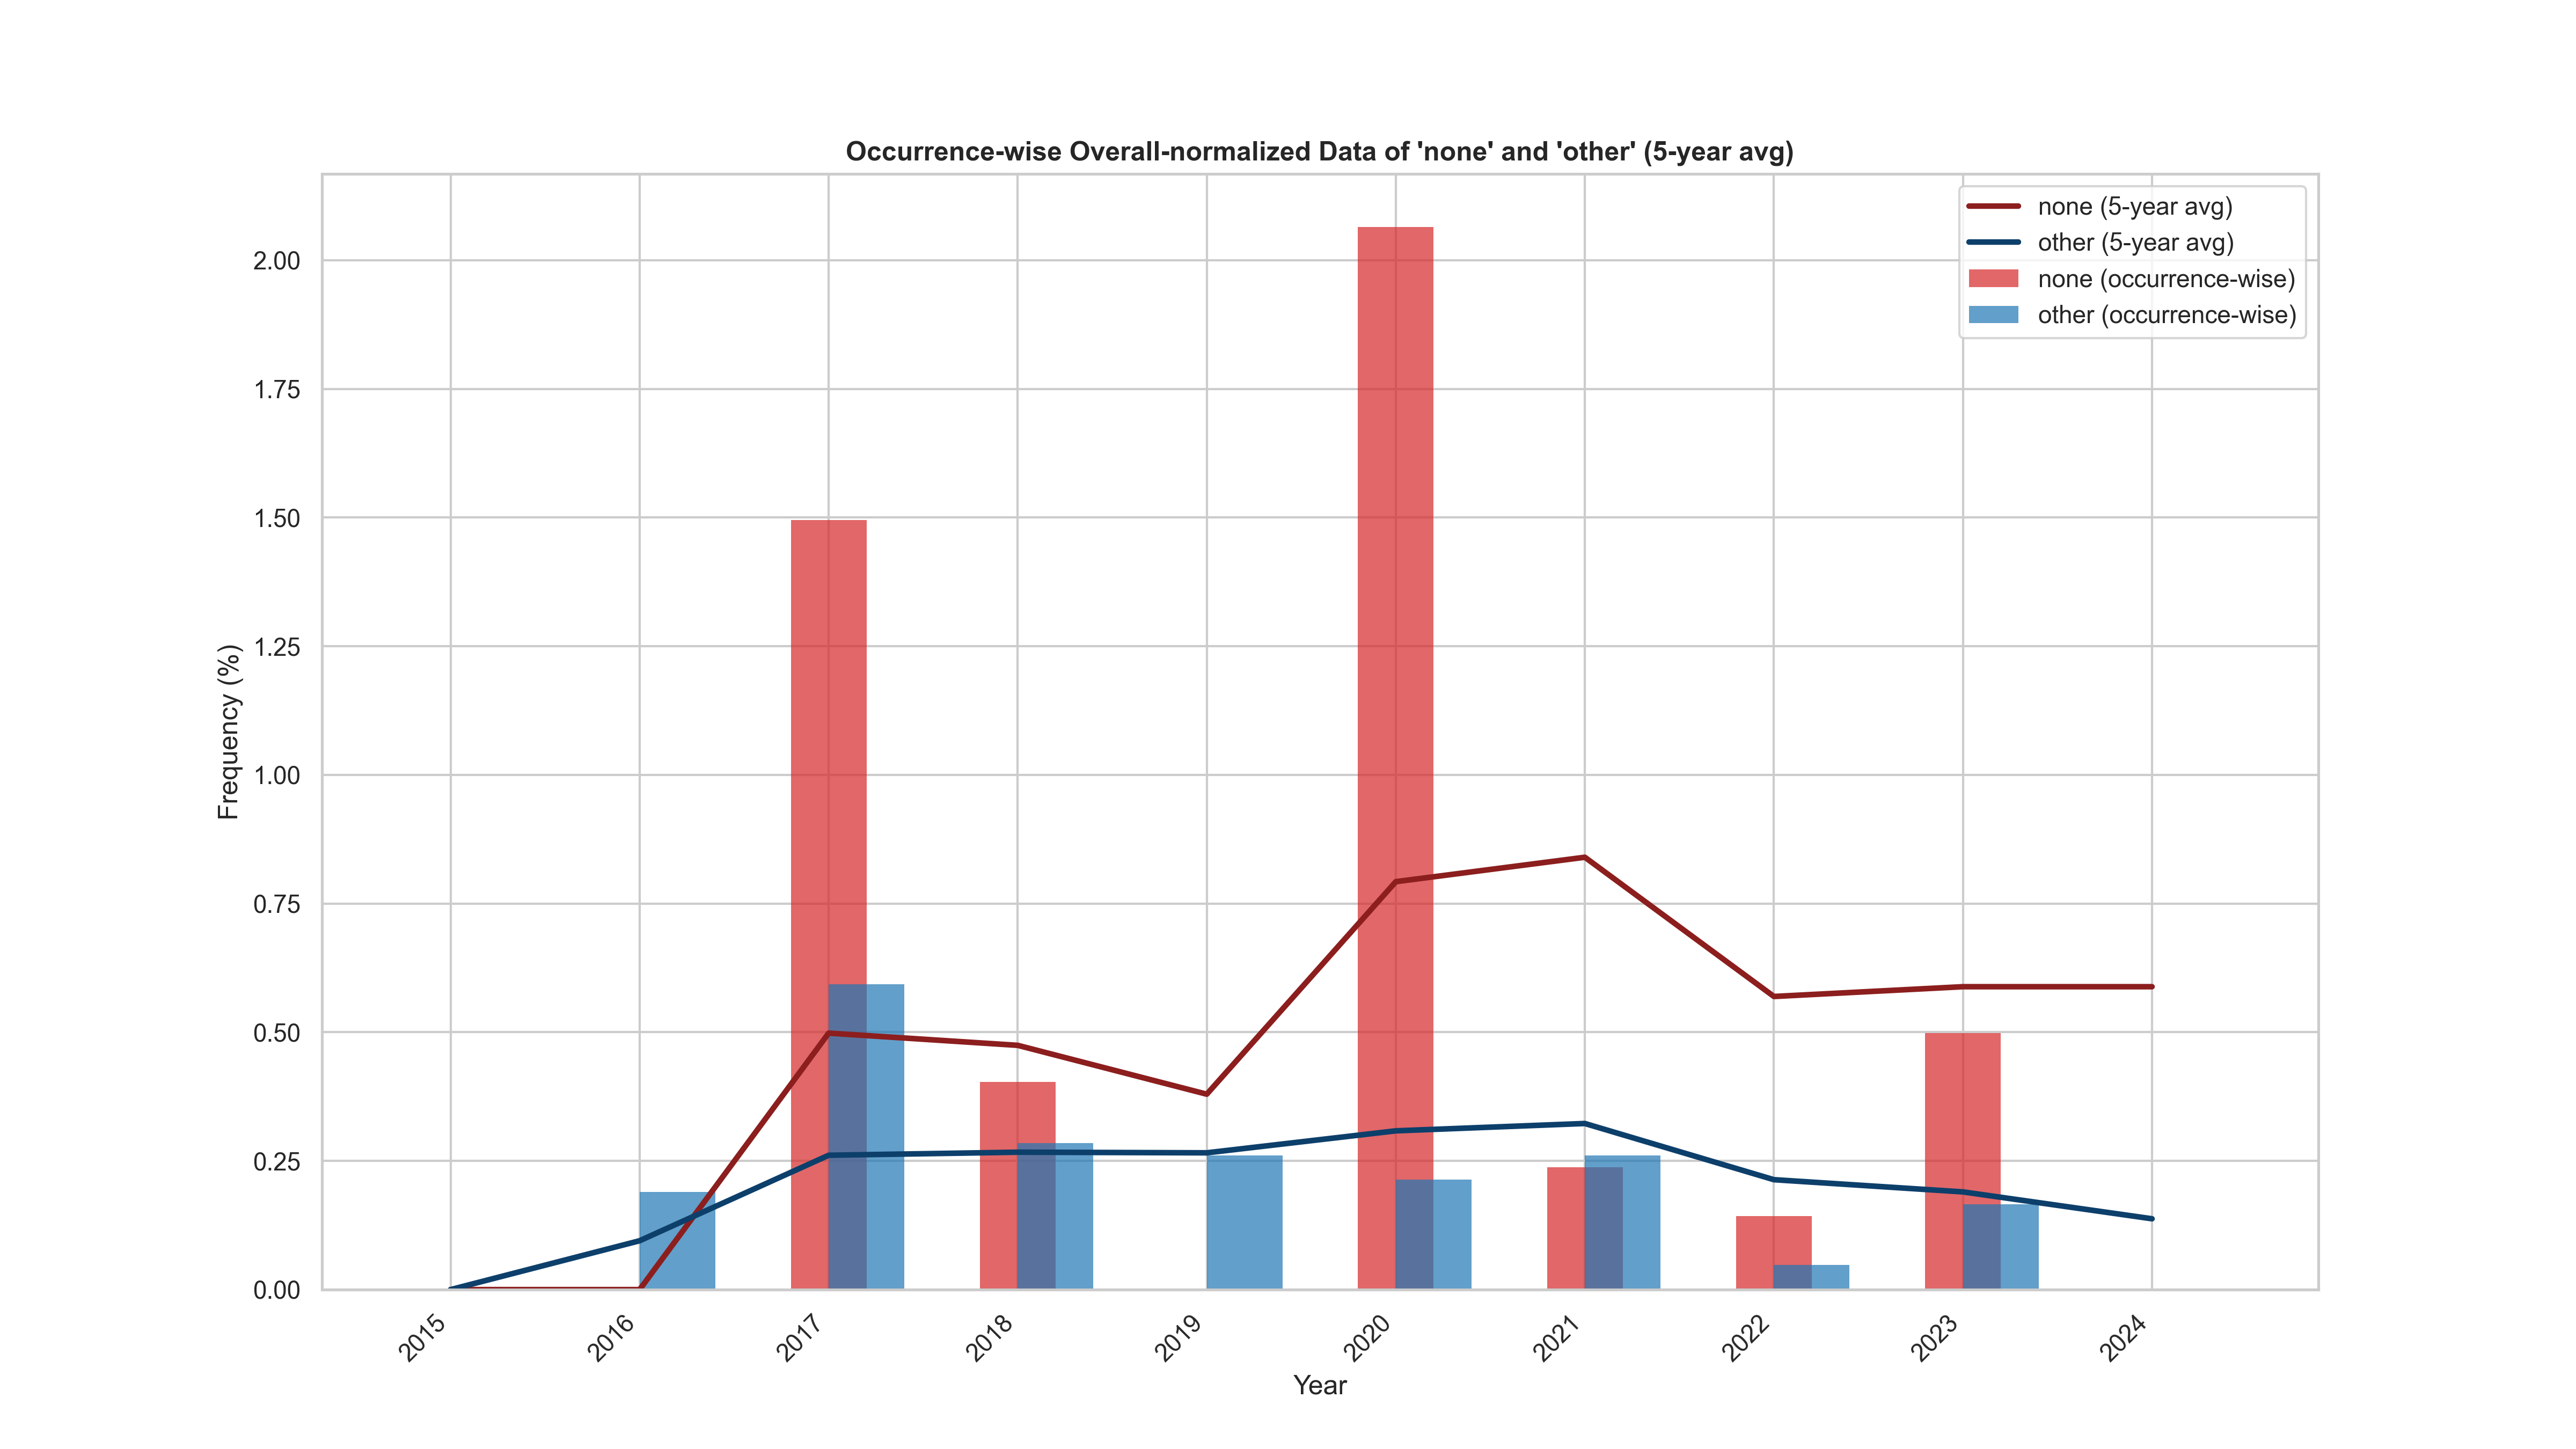 Occurrence-wise Overall-normalized Data of 'none' and 'other' (5-year avg)
none (5-year avg)
other (5-year avg)
none (occurrence-wise)
other (occurrence-wise)
Frequency (%)
2.00
1.75
1.50
1.25
1.00
0.75
0.50
0.25
0.00
2015
2016
2017
2018
2019
2020
2021
2022
2023
2024
Year